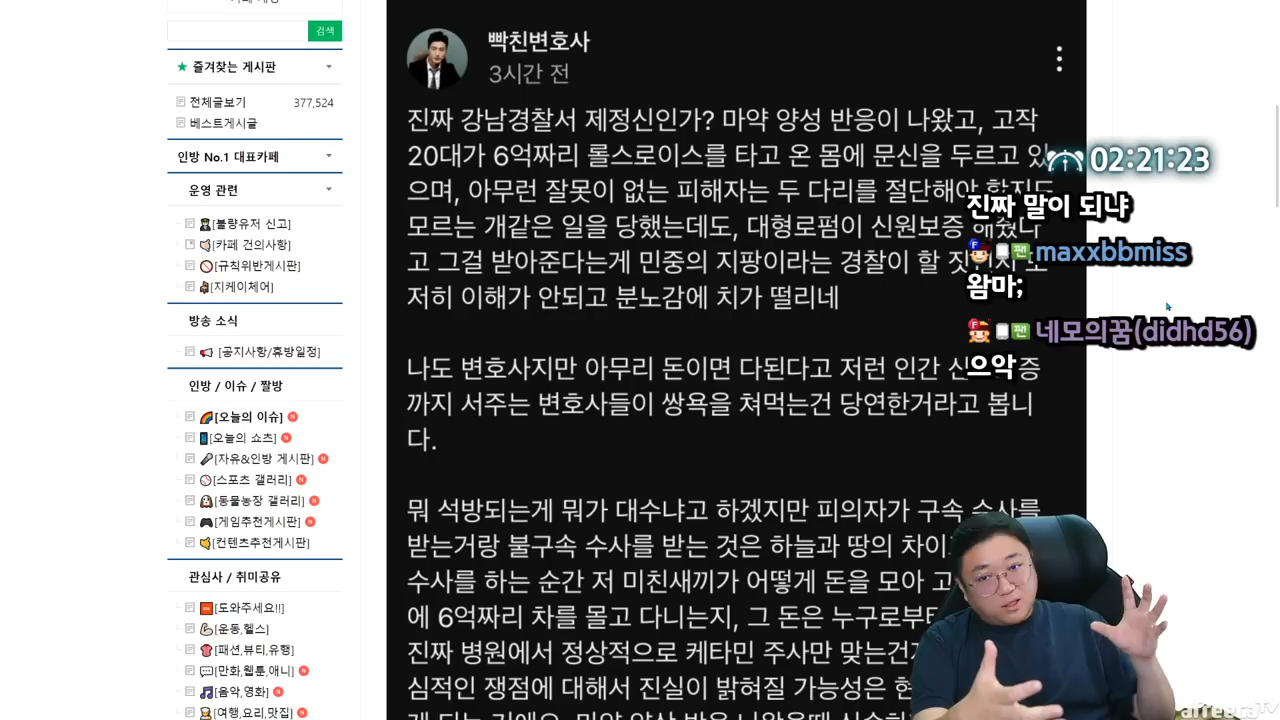 검색
즐겨찾는 게시판
전체글보기 377,524
베스트게시글
인방 No.1 대표카페
운영 관련
[불량유저 신고]
[카페 건의사항]
[규칙위반게시판]
[지케이체어]
방송 소식
[공지사항/휴방일정]
인방 / 이슈 / 짤방
[오늘의 이슈] N
[오늘의 쇼츠] N
[자유&인방 게시판] N
[스포츠 갤러리] N
[동물농장 갤러리] N
[게임추천게시판] N
[컨텐츠추천게시판]
관심사 / 취미공유
[도와주세요!!]
[운동,헬스]
[패션,뷰티,유행]
[만화,웹툰,애니] N
[음악,영화] N
[여행,요리,맛집] N
빡친변호사
3시간 전
진짜 강남경찰서 제정신인가? 마약 양성 반응이 나왔고, 고작
20대가 6억짜리 롤스로이스를 타고 온 몸에 문신을 두르고 있
으며, 아무런 잘못이 없는 피해자는 두 다리를 절단해야
모르는 개같은 일을 당했는데도, 대형로펌이 신원보증
고 그걸 받아준다는게 민중의 지팡이라는 경찰이 할
저히 이해가 안되고 분노감에 치가 떨리네
나도 변호사지만 아무리 돈이면 다된다고 저런 인간
까지 서주는 변호사들이 쌍욕을 쳐먹는건 당연한거라고 봅니
다.
뭐 석방되는게 뭐가 대수냐고 하겠지만 피의자가 구속 수사를
받는거랑 불구속 수사를 받는 것은 하늘과 땅의
수사를 하는 순간 저 미친새끼가 어떻게 돈을 모아
에 6억짜리 차를 몰고 다니는지, 그 돈은
진짜 병원에서 정상적으로 케타민 주사만
심적인 쟁점에 대해서 진실이 밝혀질 가능성은
02:21:23
진짜 말이 되냐
maxxbbmiss
왐마;
네모의꿈(didhd56)
으악
afreecaTV